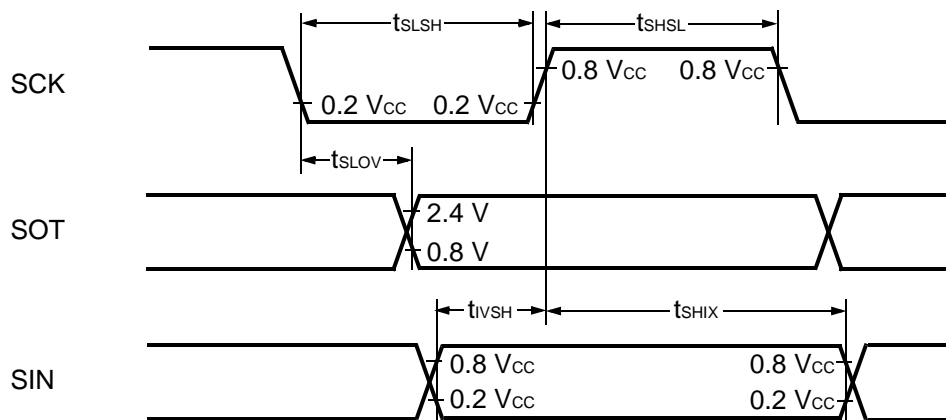 tSLSH tSHSL
SCK
0.8 VCC 0.8 VCC
0.2 VCC 0.2 VCC
tSLOV
SOT
2.4 V
0.8 V
tIVSH tSHIX
SIN
0.8 VCC 0.8 VCC
0.2 VCC 0.2 VCC